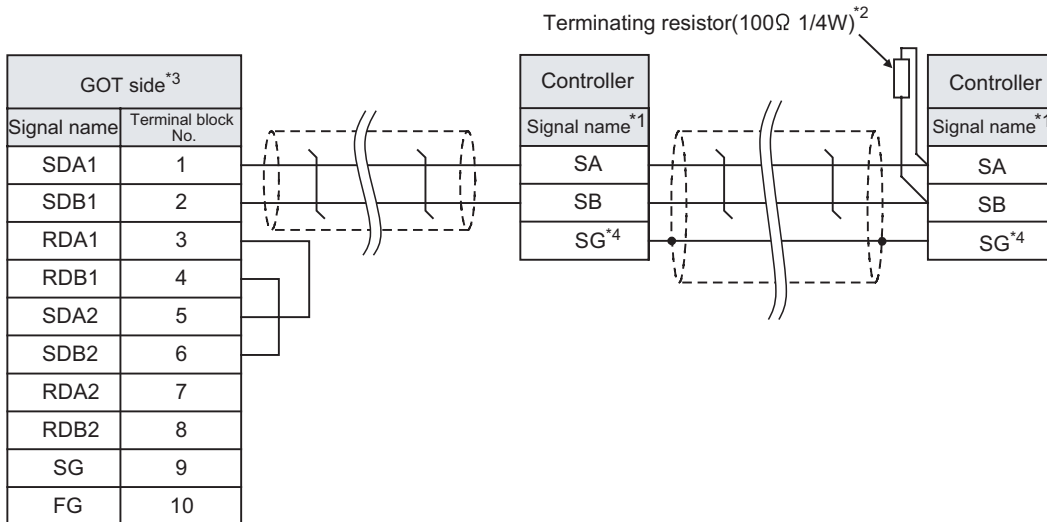 Terminating resistor(100Ω 1/4W)*2
GOT side*3
Signal name Terminal block No.
SDA1 1
SDB1 2
RDA1 3
RDB1 4
SDA2 5
SDB2 6
RDA2 7
RDB2 8
SG 9
FG 10
Controller
Signal name*1
SA
SB
SG*4
Controller
Signal name*1
SA
SB
SG*4